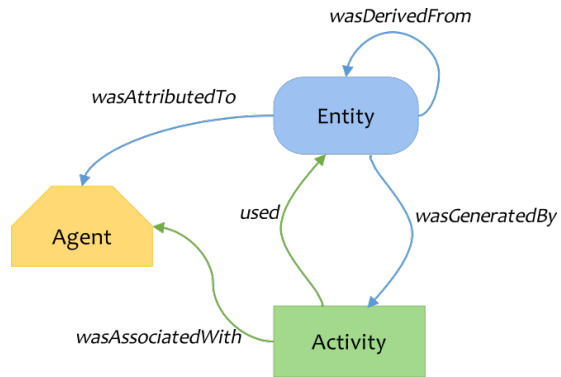 wasDerivedFrom
wasAttributedTo
Entity
used
wasGeneratedBy
Agent
wasAssociatedWith
Activity